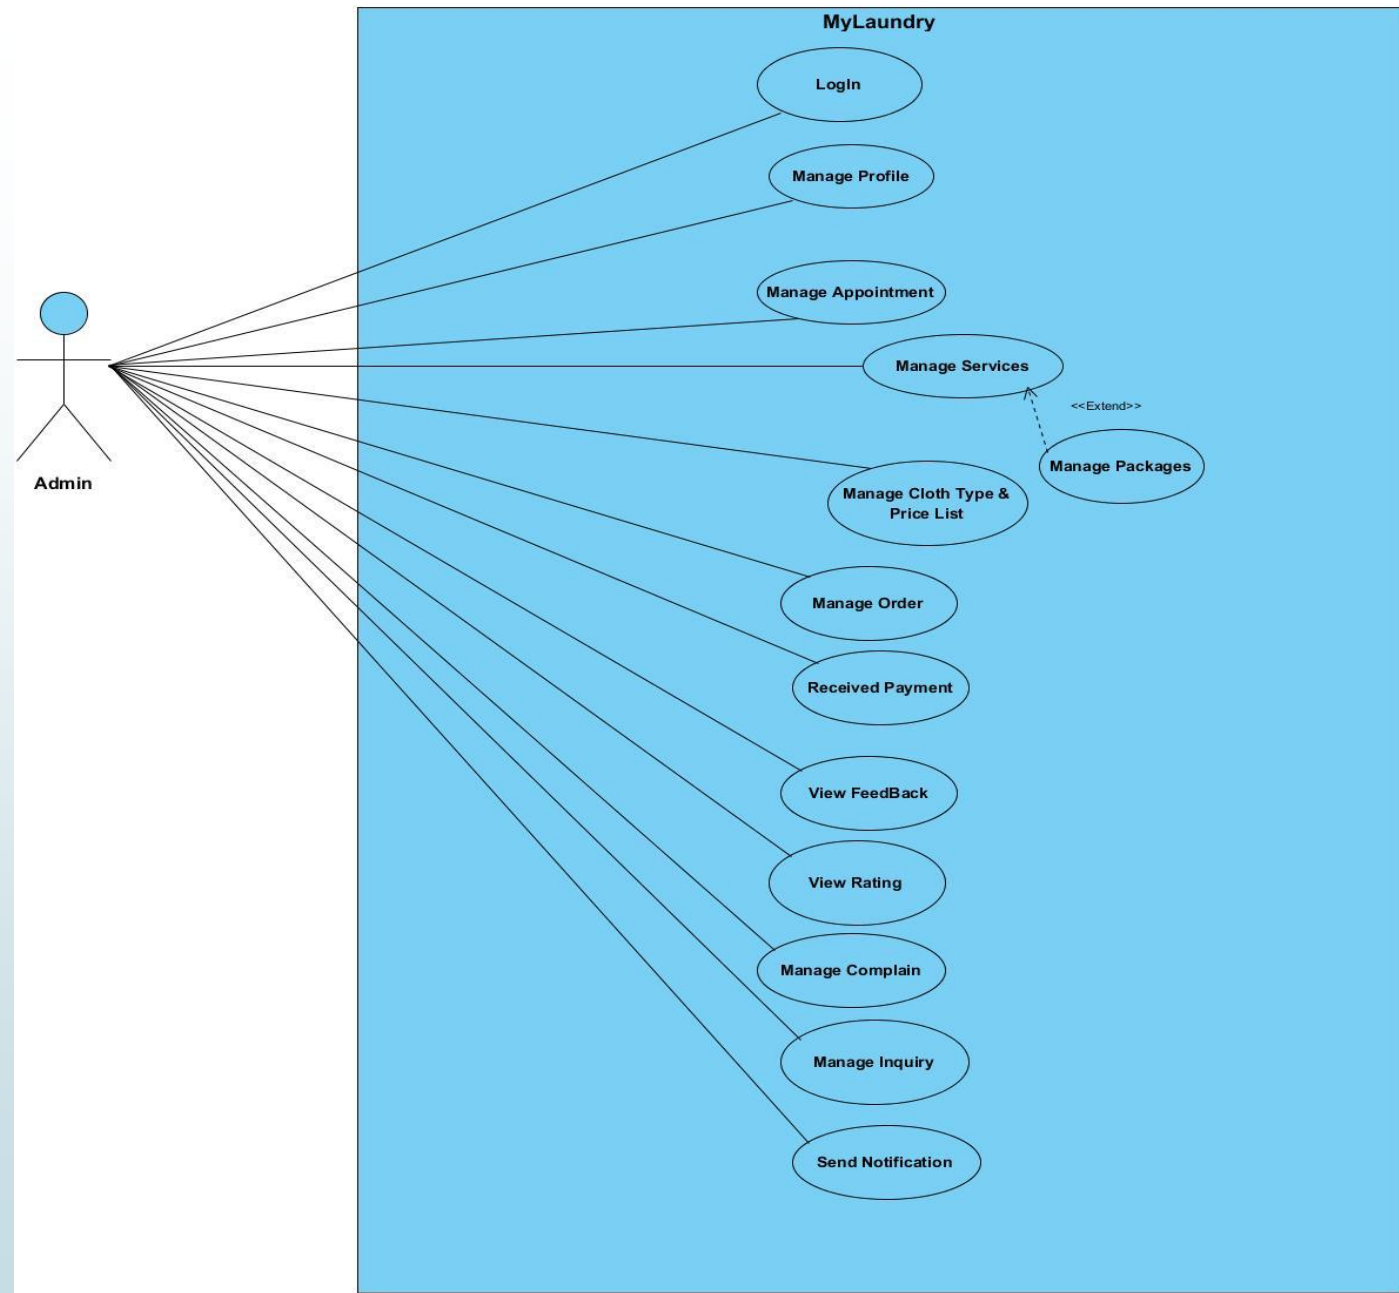 MyLaundry
LogIn
Manage Profile
Manage Appointment
Manage Services
<<Extend>>
Manage Packages
Admin
Manage Cloth Type &
Price List
Manage Order
Received Payment
View FeedBack
View Rating
Manage Complain
Manage Inquiry
Send Notification